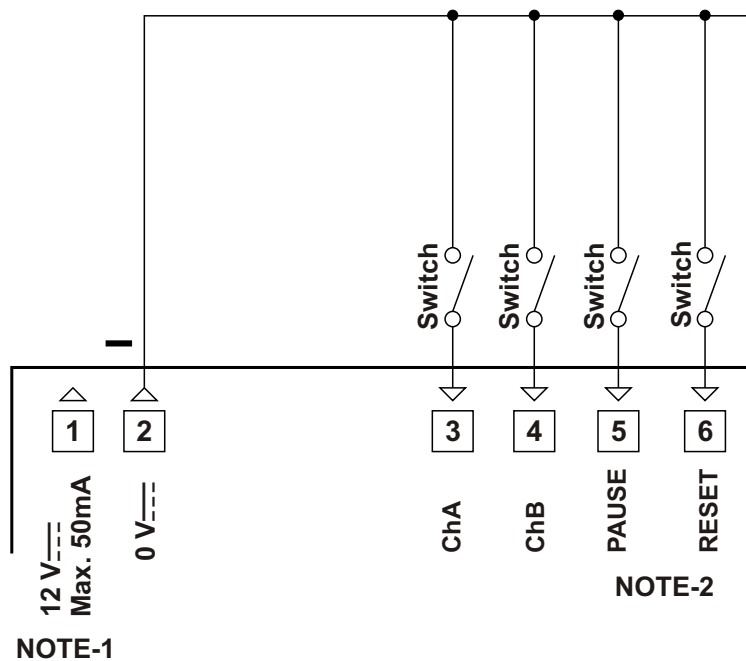 Switch
Switch
Switch
Switch
1
2
3
4
5
6
12 V
Max. 50mA
0 V
ChA
ChB
PAUSE
RESET
NOTE-2
NOTE-1